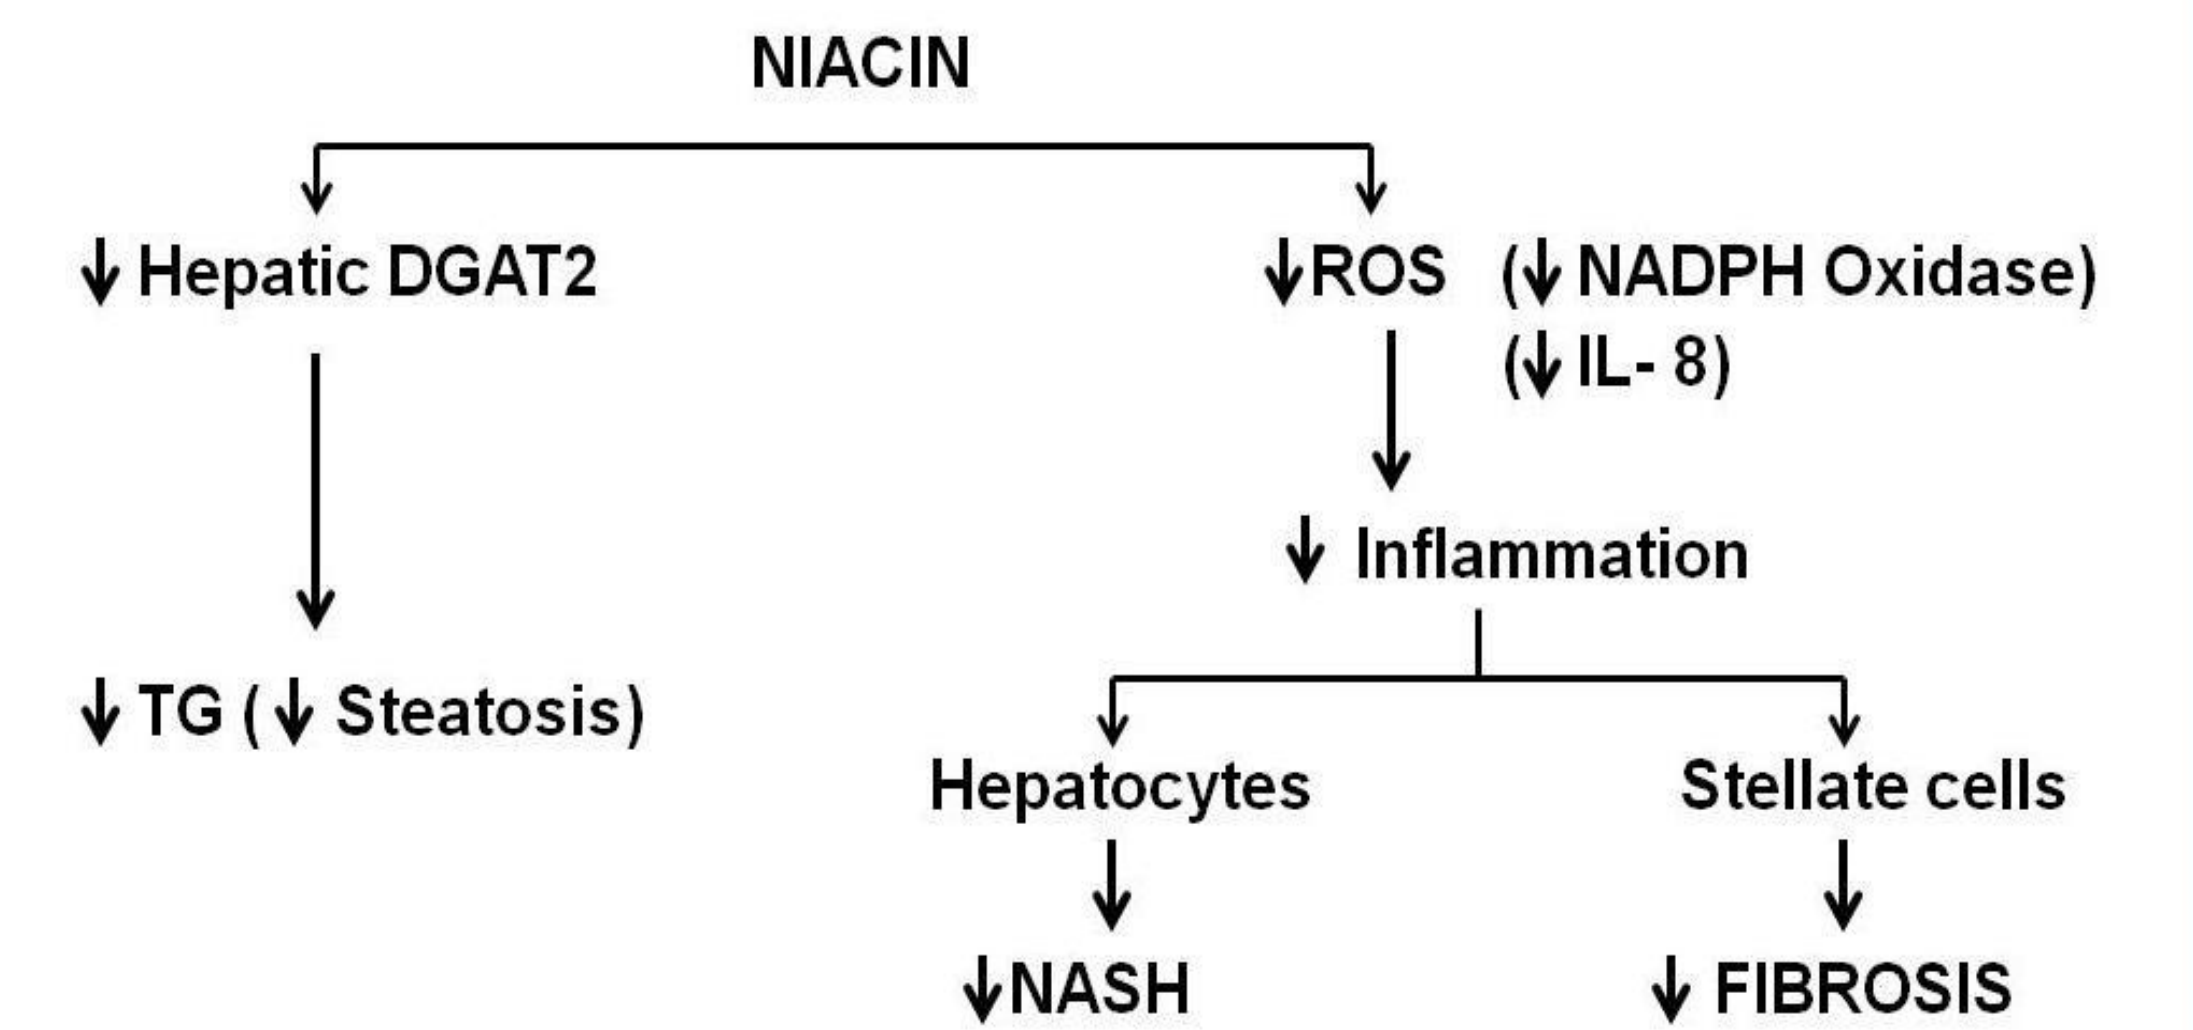 NIACIN
↓ Hepatic DGAT2
↓ROS (↓ NADPH Oxidase)
(↓ IL- 8)
↓ Inflammation
↓ TG (↓ Steatosis)
Hepatocytes
Stellate cells
↓NASH
↓ FIBROSIS